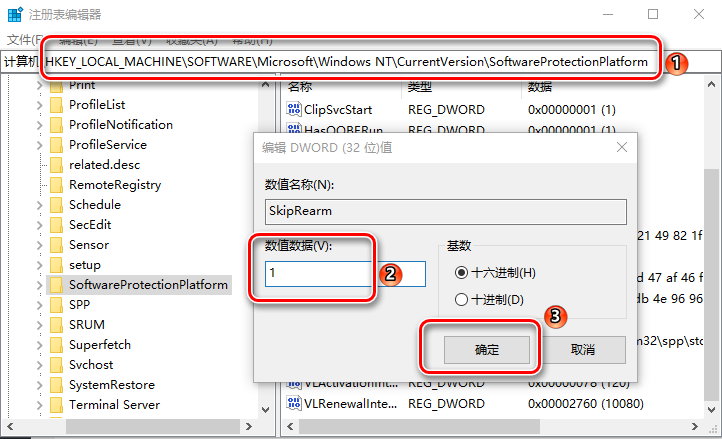 注册表编辑器
文件(F) 编辑(E) 查看(V) 收藏夹(A) 帮助(H)
计算机 HKEY_LOCAL_MACHINE\SOFTWARE\Microsoft\Windows NT\CurrentVersion\SoftwareProtectionPlatform
1
Print
ProfileList
ProfileNotification
ProfileService
related.desc
RemoteRegistry
Schedule
SecEdit
Sensor
setup
SoftwareProtectionPlatform
SPP
SRUM
Superfetch
Svchost
SystemRestore
Terminal Server
名称 类型 数据
ClipSvcStart REG_DWORD 0x00000001 (1)
HasOOBERun
编辑 DWORD (32 位)值
数值名称(N):
SkipRearm
数值数据(V):
1
2
基数
十六进制(H)
十进制(D)
3
确定 取消
21 49 82 1f
d 47 af 46 f
db 4e 96 96
m32\spp\sto
VLActivationInt... REG_DWORD 0x00000078 (120)
VLRenewalInte... REG_DWORD 0x00002760 (10080)